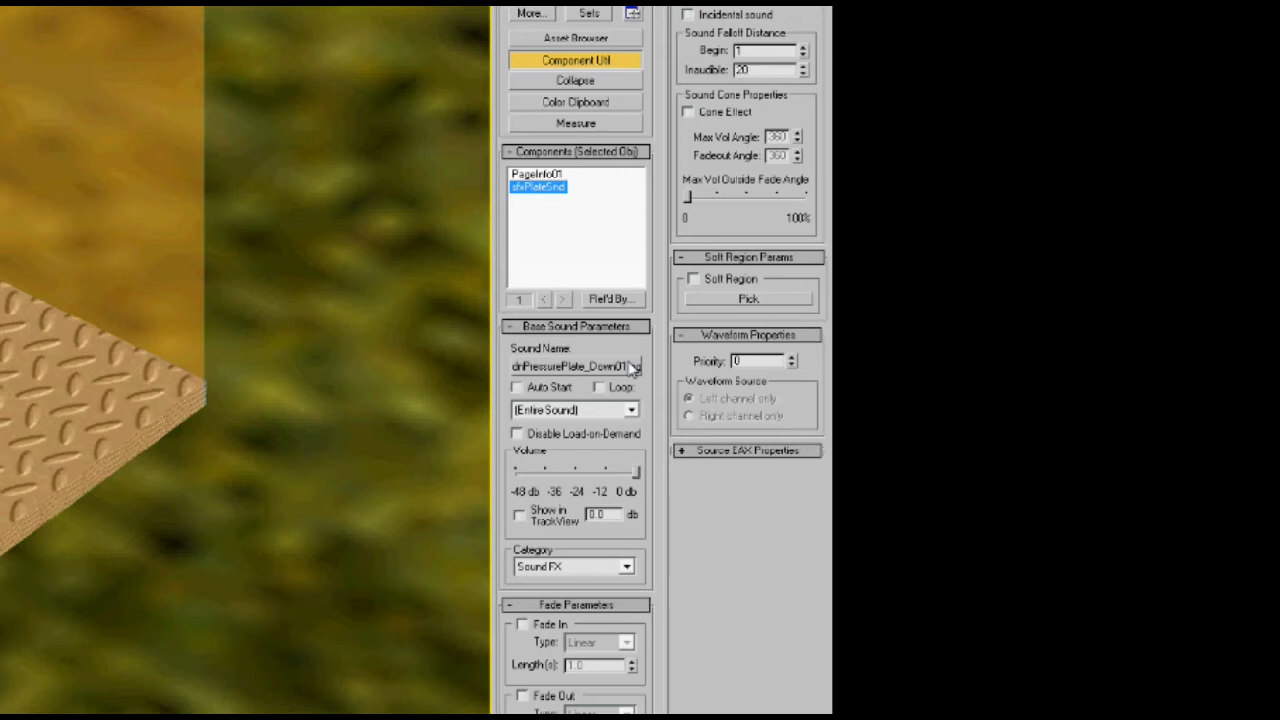 More...
Sets
Asset Browser
Component Util
Collapse
Color Clipboard
Measure
- Components (Selected Obj)
PageInfo01
sfxPlateSnd
1 < > Ref'd By...
- Base Sound Parameters
Sound Name:
dnPressurePlate_Down01
Auto Start
Loop:
(Entire Sound)
Disable Load-on-Demand
Volume
-48 db -36 -24 -12 0 db
Show in TrackView
0.0 db
Category
Sound FX
- Fade Parameters
Fade In
Type: Linear
Length(s): 1.0
Fade Out
Incidental sound
Sound Falloff Distance
Begin: 1
Inaudible: 20
Sound Cone Properties
Cone Effect
Max Vol Angle: 360
Fadeout Angle: 360
Max Vol Outside Fade Angle
0 100%
- Soft Region Params
Soft Region
Pick
- Waveform Properties
Priority: 0
Waveform Source
Left channel only
Right channel only
+ Source EAX Properties